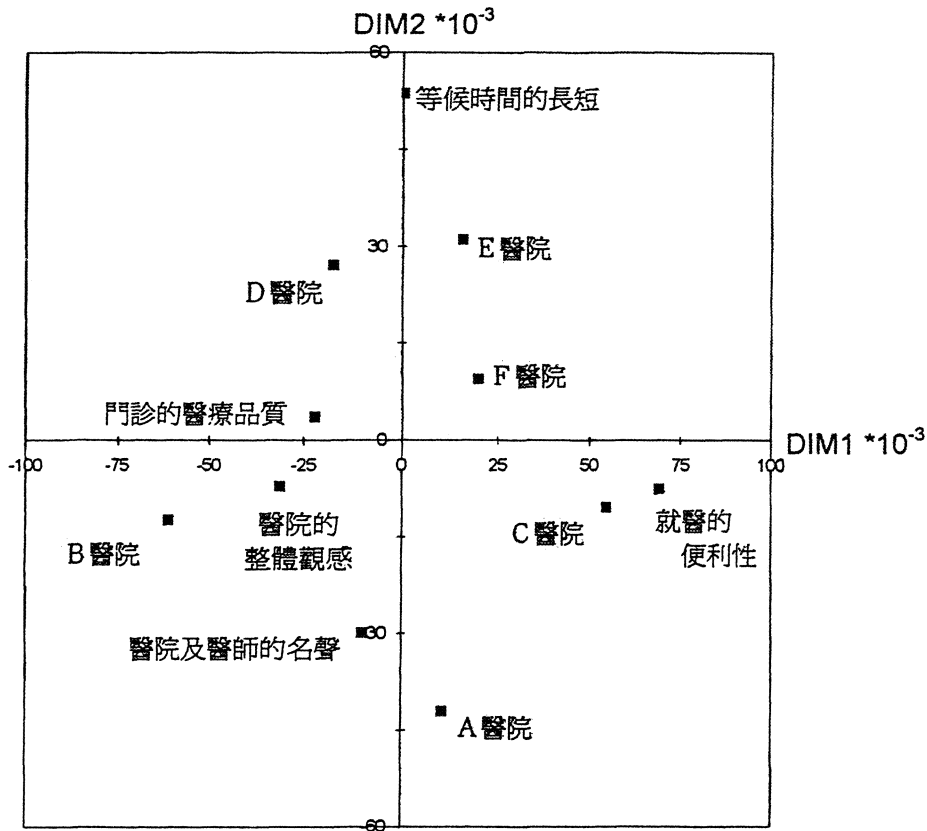 DIM2 *10-3
60
等候時間的長短
30
E醫院
D醫院
F醫院
門診的醫療品質
0
DIM1 *10-3
-100 -75 -50 -25 0 25 50 75 100
醫院的
整體觀感
B醫院
C醫院
就醫的
便利性
30
醫院及醫師的名聲
A醫院
60